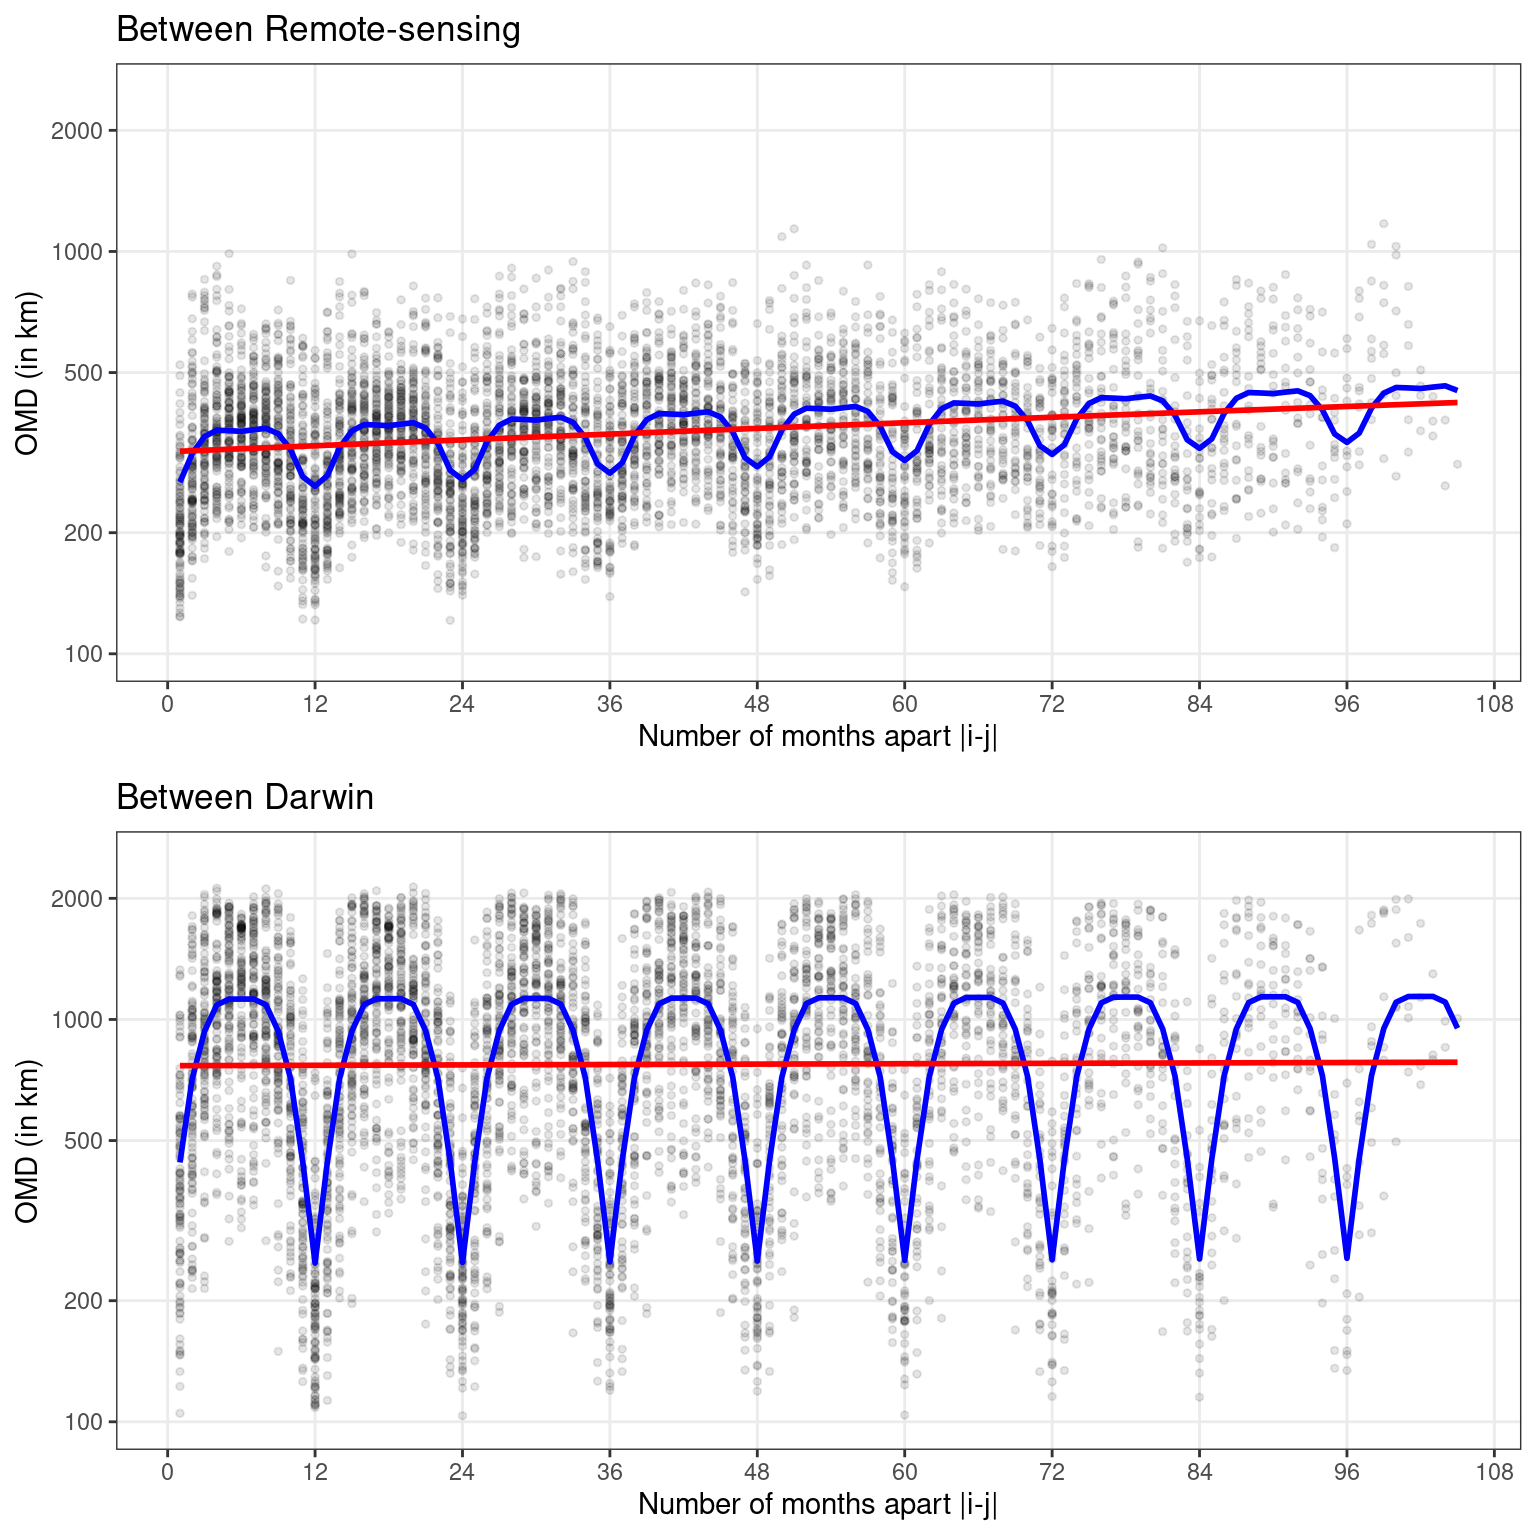 Between Remote-sensing
OMD (in km)
2000
1000
500
200
100
0 12 24 36 48 60 72 84 96 108
Number of months apart |i-j|
Between Darwin
OMD (in km)
2000
1000
500
200
100
0 12 24 36 48 60 72 84 96 108
Number of months apart |i-j|